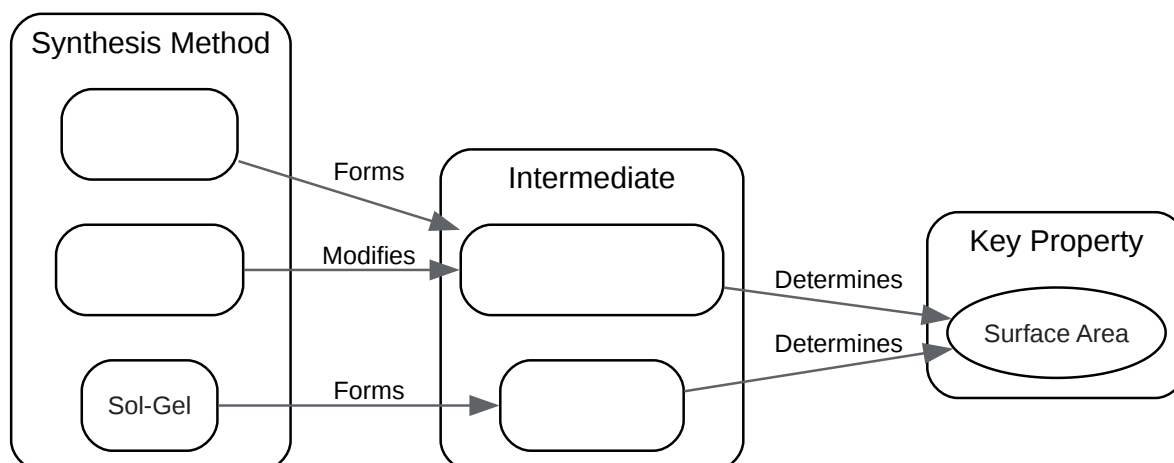 Synthesis Method
Forms
Intermediate
Modifies
Key Property
Determines
Surface Area
Determines
Sol-Gel
Forms